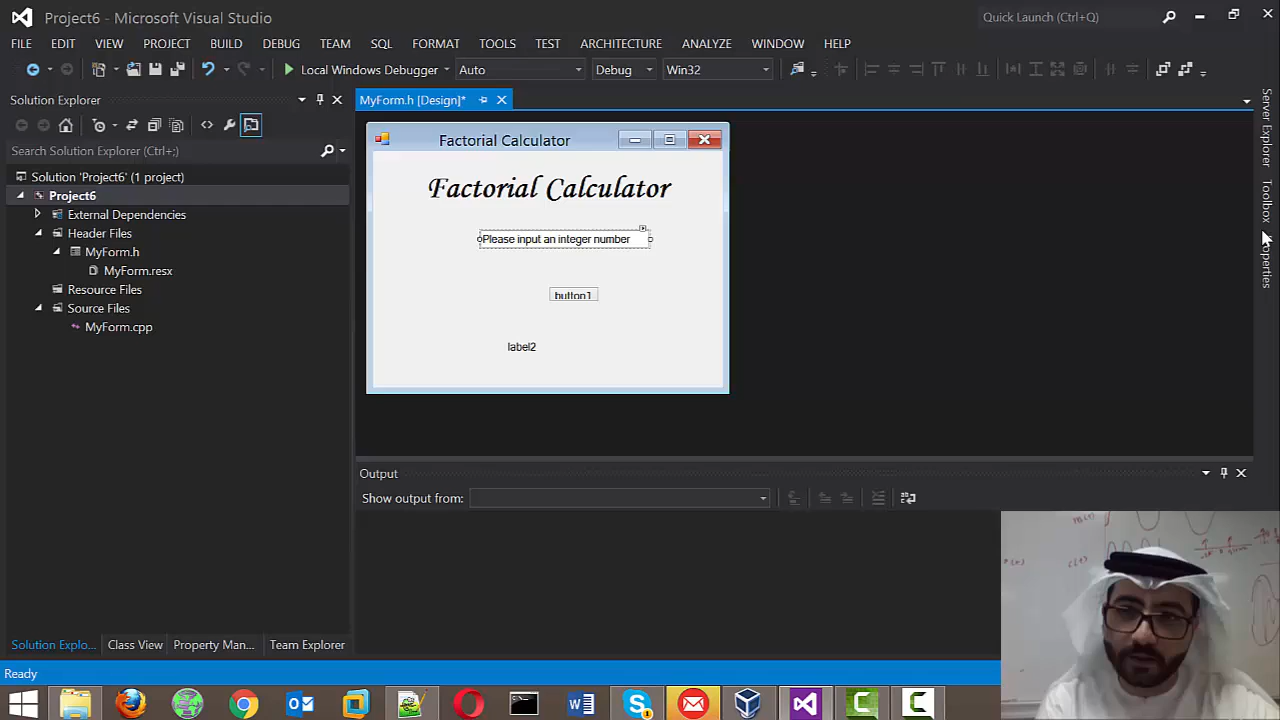 Project6 - Microsoft Visual Studio
Quick Launch (Ctrl+Q)
FILE EDIT VIEW PROJECT BUILD DEBUG TEAM SQL FORMAT TOOLS TEST ARCHITECTURE ANALYZE WINDOW HELP
Local Windows Debugger Auto Debug Win32
Solution Explorer
MyForm.h [Design]*
Search Solution Explorer (Ctrl+;)
Solution 'Project6' (1 project)
Project6
External Dependencies
Header Files
MyForm.h
MyForm.resx
Resource Files
Source Files
MyForm.cpp
Factorial Calculator
Factorial Calculator
Please input an integer number
button1
label2
Server Explorer
Toolbox
Output
Show output from:
Solution Explo... Class View Property Man... Team Explorer
Ready